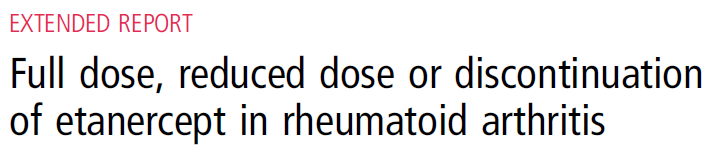 EXTENDED REPORT
Full dose, reduced dose or discontinuation
of etanercept in rheumatoid arthritis